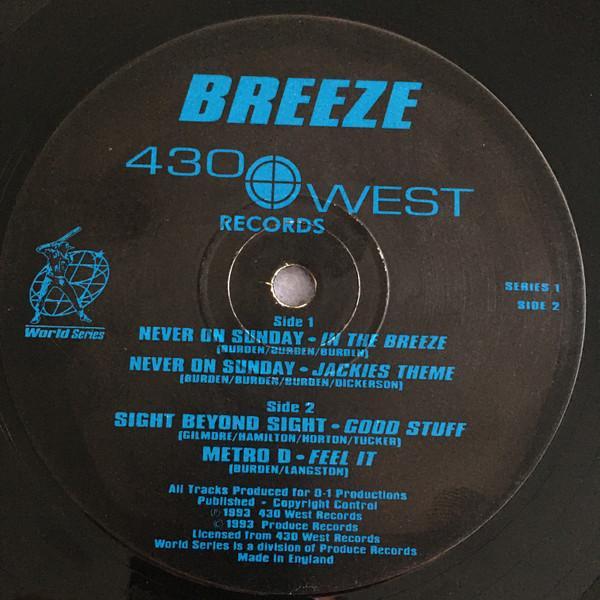 BREEZE
430 WEST
RECORDS
World Series
SERIES 1
SIDE 2
Side 1
NEVER ON SUNDAY • IN THE BREEZE
(BURDEN/BURDEN/BURDEN)
NEVER ON SUNDAY • JACKIES THEME
(BURDEN/BURDEN/BURDEN/DICKERSON)
Side 2
SIGHT BEYOND SIGHT • GOOD STUFF
(GILMORE/HAMILTON/HORTON/TUCKER)
METRO D • FEEL IT
(BURDEN/LANGSTON)
All Tracks Produced for D-1 Productions
Published - Copyright Control
℗ 1993 430 West Records
© 1993 Produce Records
Licensed from 430 West Records
World Series is a division of Produce Records
Made in England